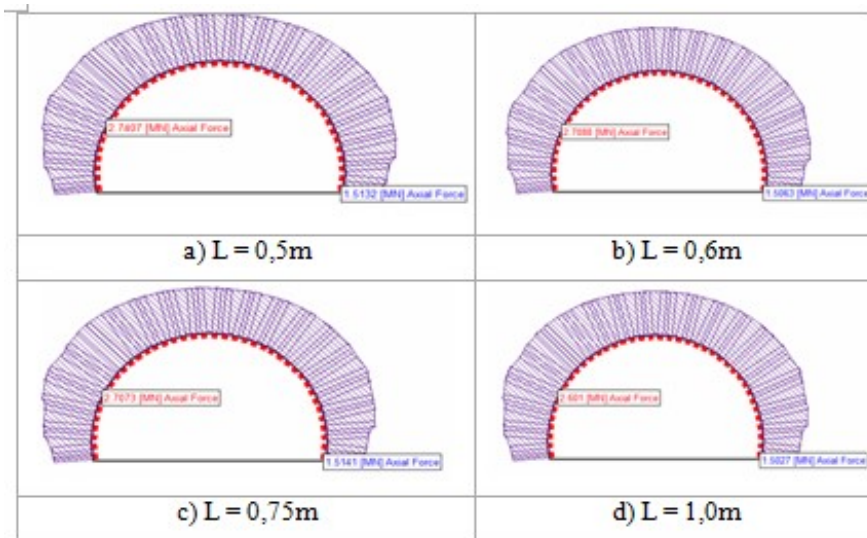 2.7407 [MN] Axial Force
1.5132 [MN] Axial Force
a) L = 0,5m
2.7088 [MN] Axial Force
1.5063 [MN] Axial Force
b) L = 0,6m
2.7073 [MN] Axial Force
1.5141 [MN] Axial Force
c) L = 0,75m
2.601 [MN] Axial Force
1.5027 [MN] Axial Force
d) L = 1,0m